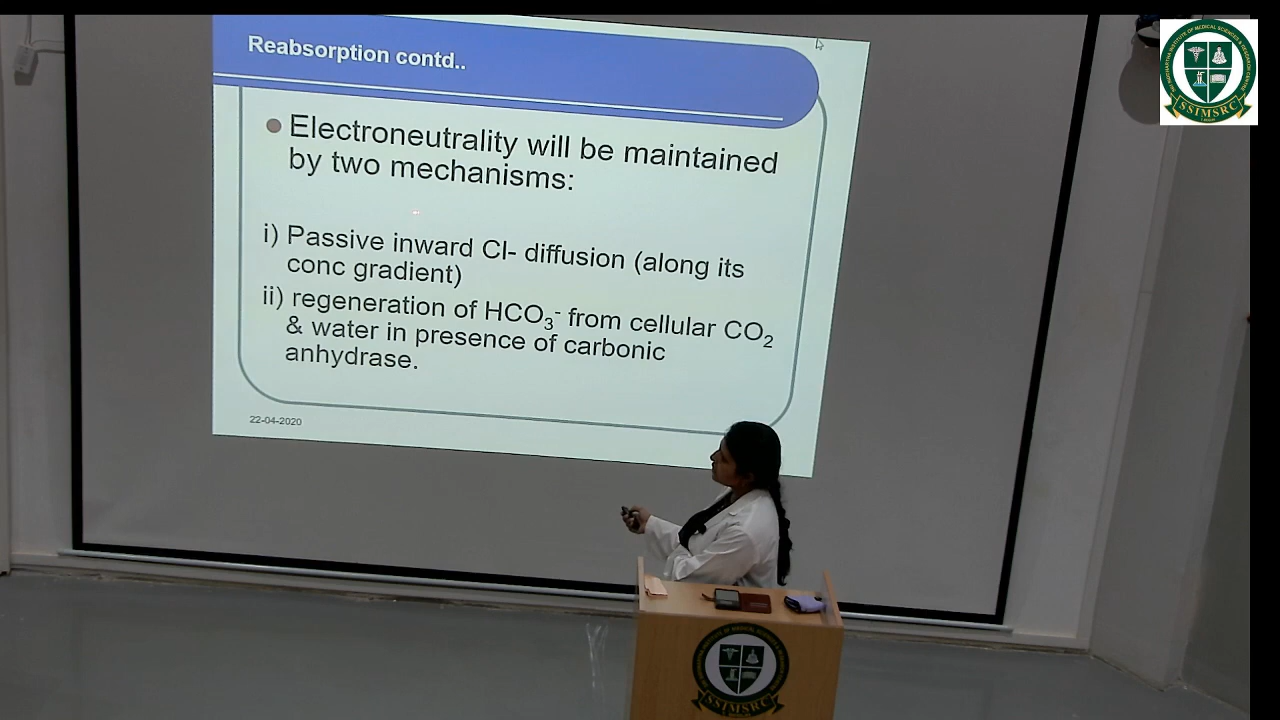 Reabsorption contd..
Electroneutrality will be maintained
by two mechanisms:
i) Passive inward Cl- diffusion (along its
conc gradient)
ii) regeneration of HCO3- from cellular CO2
& water in presence of carbonic
anhydrase.
22-04-2020
SSIMSRC
SSIMSRC